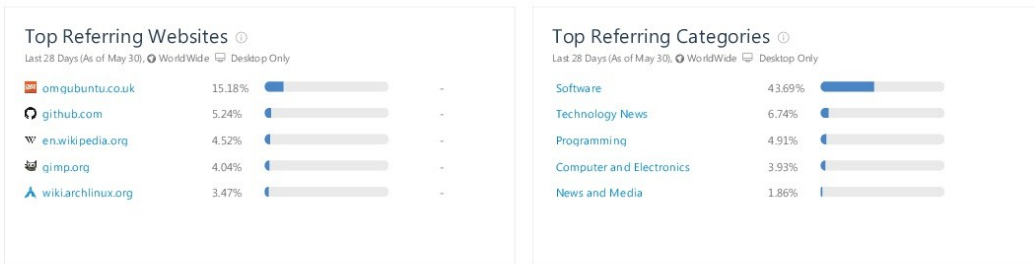 Top Referring Websites
Last 28 Days (As of May 30), WorldWide Desktop Only
omgubuntu.co.uk 15.18% -
github.com 5.24% -
en.wikipedia.org 4.52% -
gimp.org 4.04% -
wiki.archlinux.org 3.47% -
Top Referring Categories
Last 28 Days (As of May 30), WorldWide Desktop Only
Software 43.69%
Technology News 6.74%
Programming 4.91%
Computer and Electronics 3.93%
News and Media 1.86%